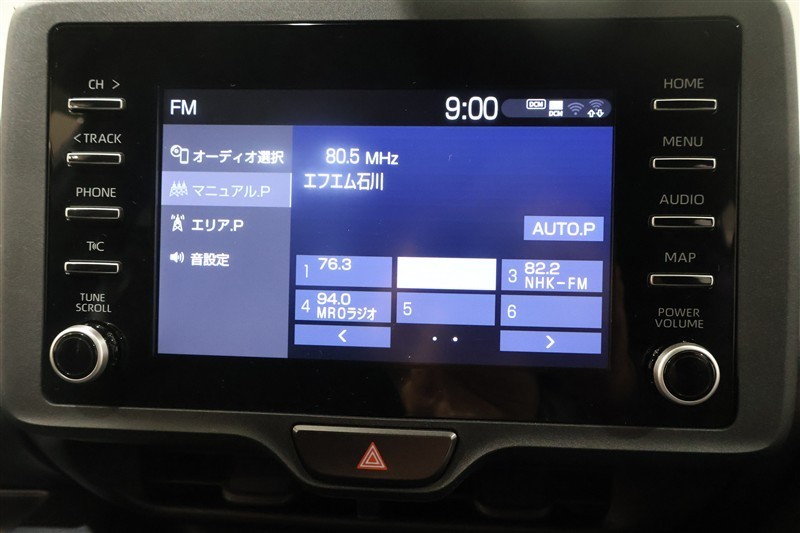 CH >
< TRACK
PHONE
T@C
TUNE
SCROLL
FM
9:00
DCM
DCM
オーディオ選択
マニュアル.P
エリア.P
音設定
80.5 MHz
エフエム石川
AUTO.P
1 76.3
3 82.2
NHK-FM
4 94.0
MROラジオ
5
6
<
>
HOME
MENU
AUDIO
MAP
POWER
VOLUME